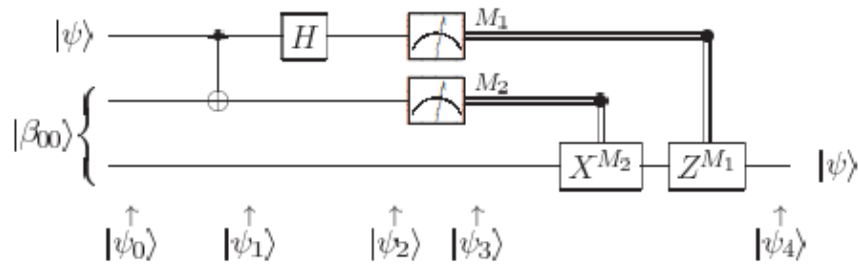 |ψ⟩ H M₁
M₂
|β₀₀⟩
X^{M₂} Z^{M₁} |ψ⟩
↑ ↑ ↑ ↑ ↑
|ψ₀⟩ |ψ₁⟩ |ψ₂⟩ |ψ₃⟩ |ψ₄⟩